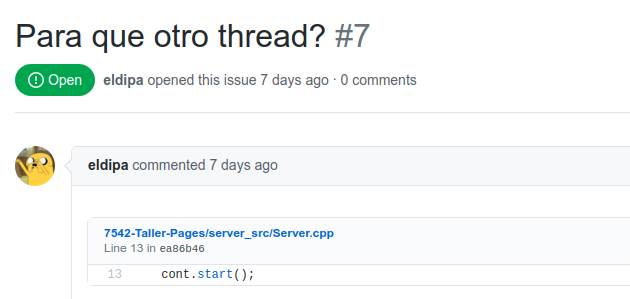 Para que otro thread? #7
Open eldipa opened this issue 7 days ago · 0 comments
eldipa commented 7 days ago
7542-Taller-Pages/server_src/Server.cpp
Line 13 in ea86b46
13 cont.start();